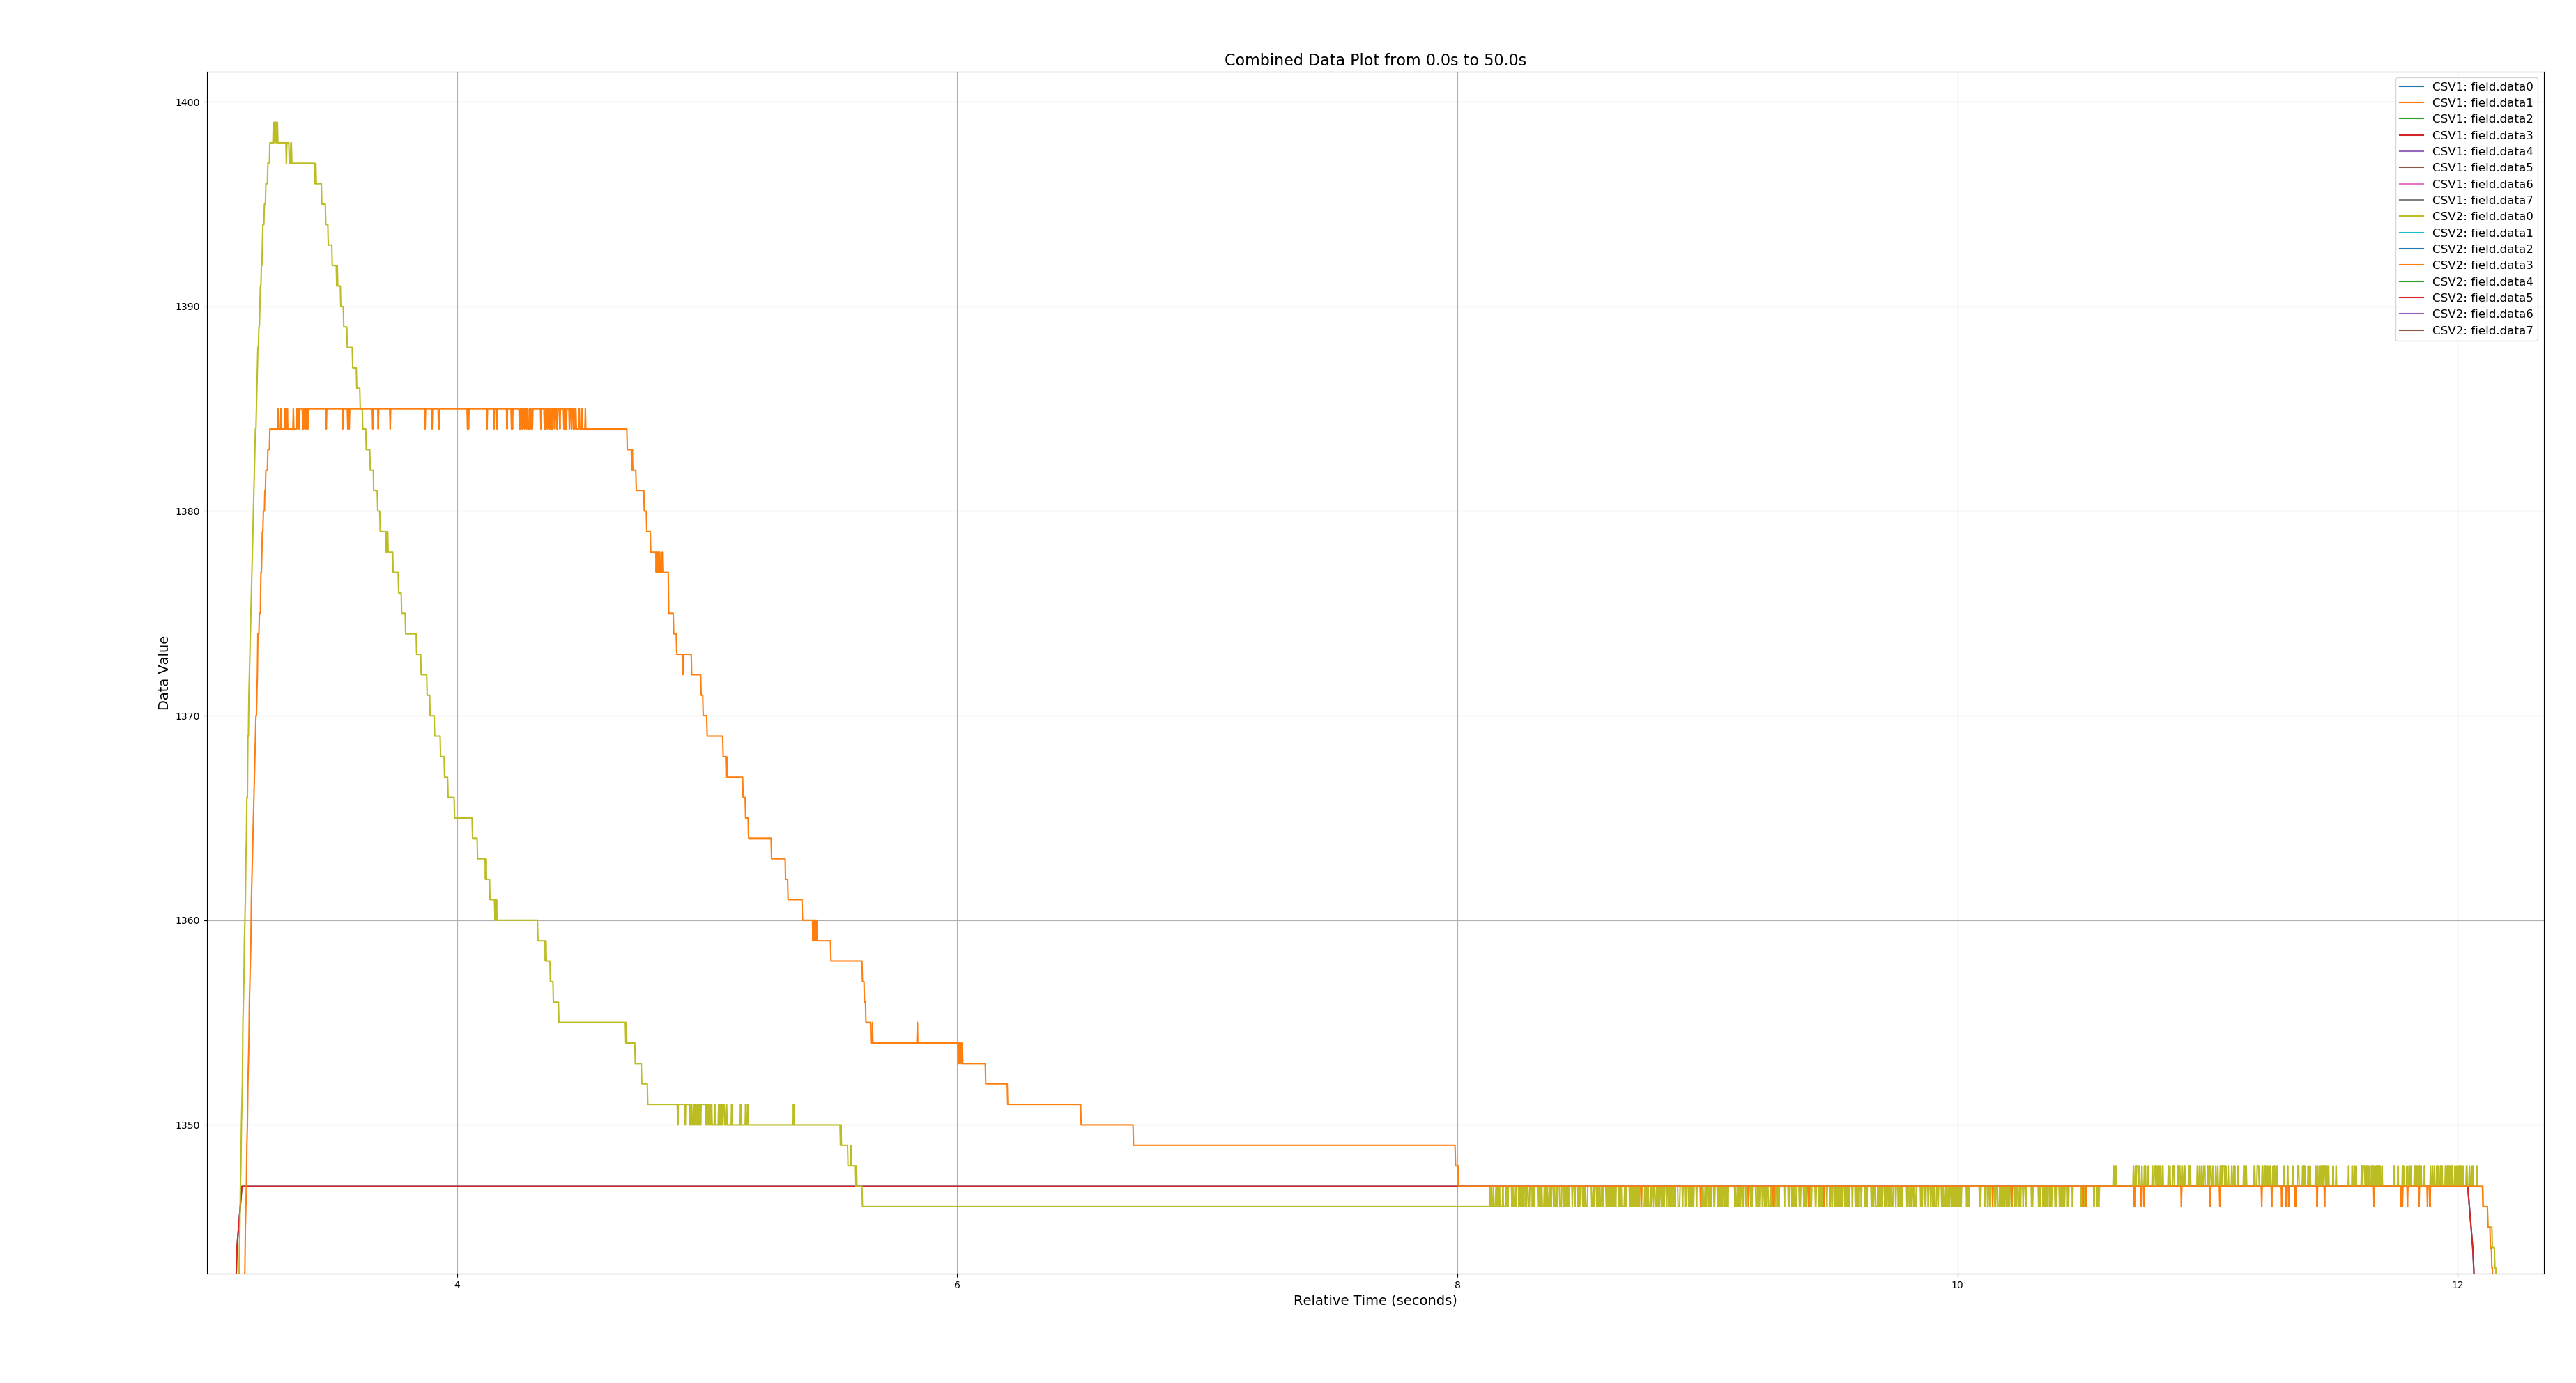 Combined Data Plot from 0.0s to 50.0s
1400
1390
1380
1370
1360
1350
Data Value
4
6
8
10
12
Relative Time (seconds)
CSV1: field.data0
CSV1: field.data1
CSV1: field.data2
CSV1: field.data3
CSV1: field.data4
CSV1: field.data5
CSV1: field.data6
CSV1: field.data7
CSV2: field.data0
CSV2: field.data1
CSV2: field.data2
CSV2: field.data3
CSV2: field.data4
CSV2: field.data5
CSV2: field.data6
CSV2: field.data7